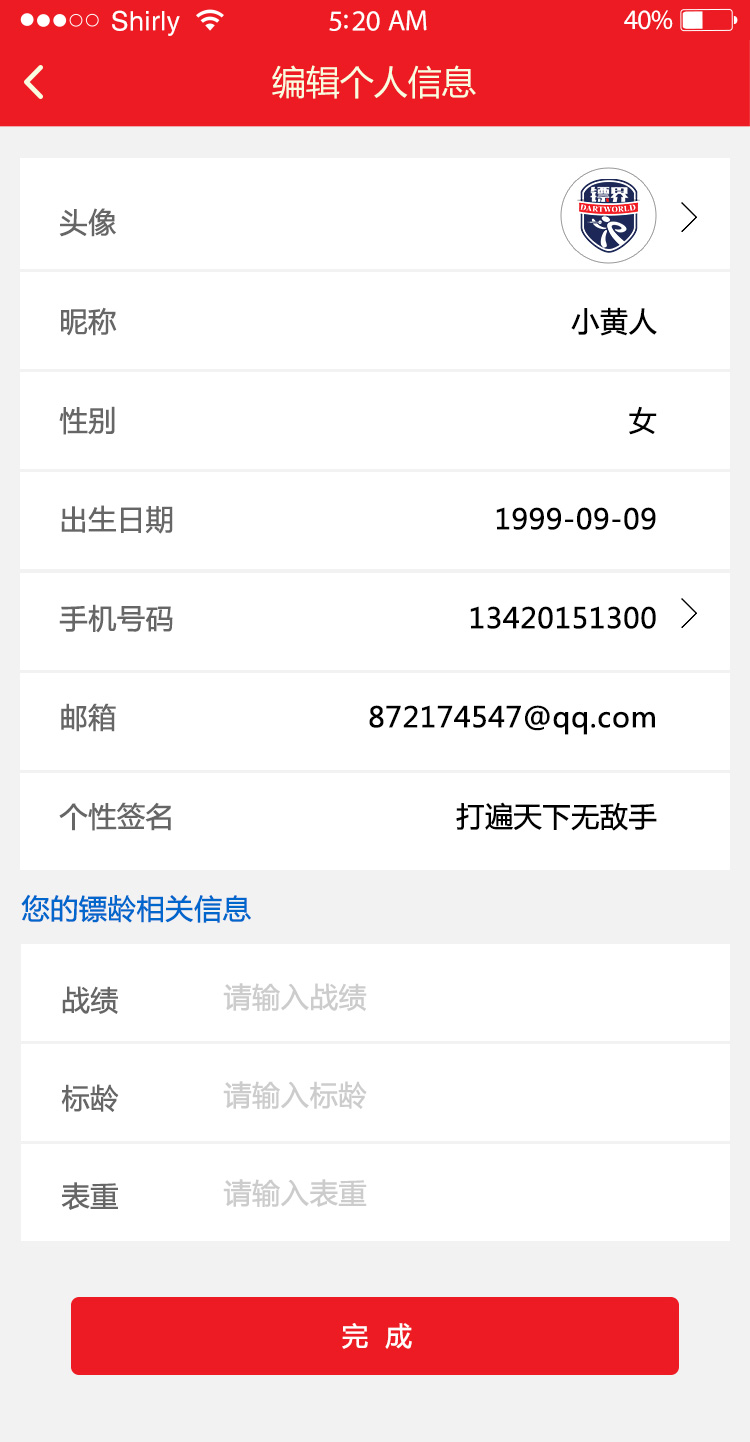 Shirly 5:20 AM 40%
编辑个人信息
头像
镖界
DARTWORLD
昵称 小黄人
性别 女
出生日期 1999-09-09
手机号码 13420151300
邮箱 872174547@qq.com
个性签名 打遍天下无敌手
您的镖龄相关信息
战绩 请输入战绩
标龄 请输入标龄
表重 请输入表重
完 成